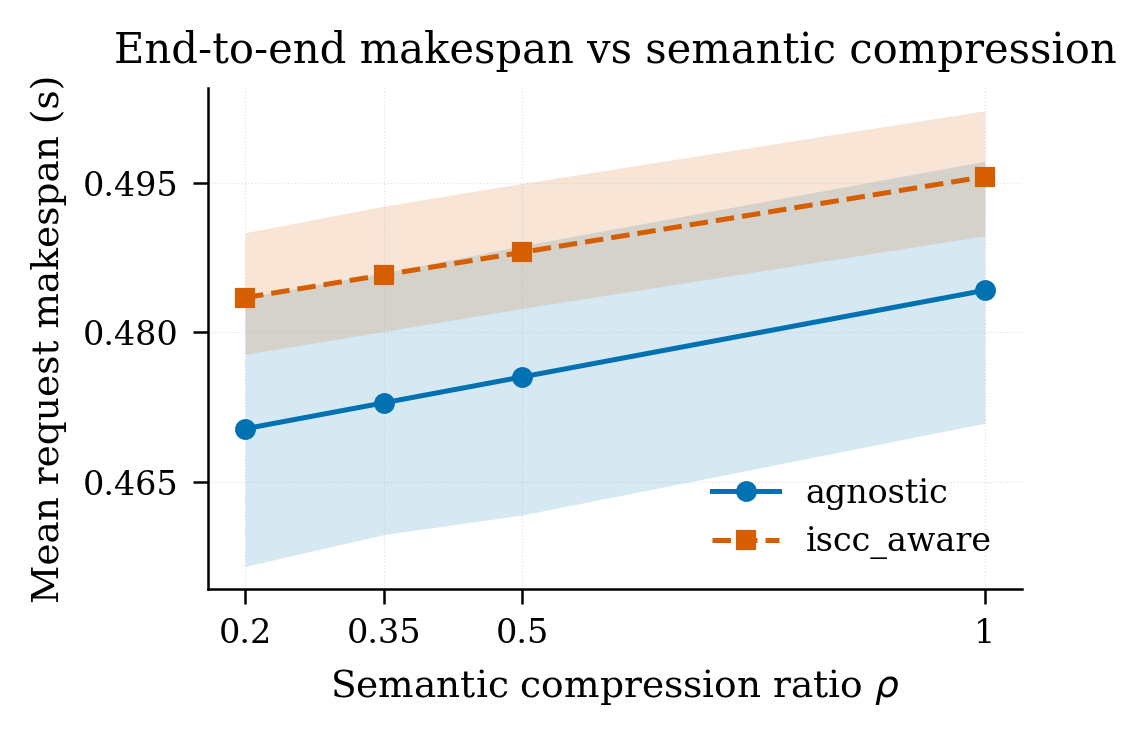 End-to-end makespan vs semantic compression
Mean request makespan (s)
0.495
0.480
0.465
agnostic
iscc_aware
0.2 0.35 0.5 1
Semantic compression ratio ρ